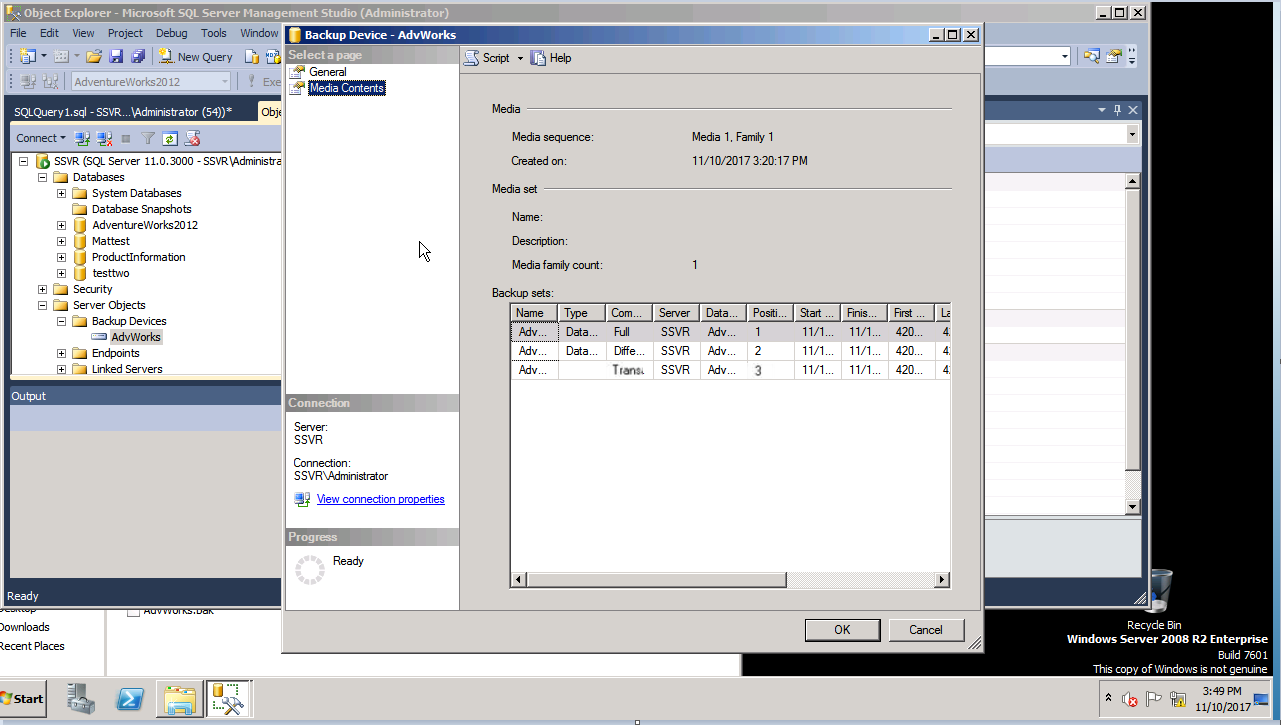 Object Explorer - Microsoft SQL Server Management Studio (Administrator)
File Edit View Project Debug Tools Window
New Query
AdventureWorks2012
Exe
SQLQuery1.sql - SSVR...\Administrator (54))*
Obje
Connect
SSVR (SQL Server 11.0.3000 - SSVR\Administra
Databases
System Databases
Database Snapshots
AdventureWorks2012
Mattest
ProductInformation
testtwo
Security
Server Objects
Backup Devices
AdvWorks
Endpoints
Linked Servers
Output
Ready
Backup Device - AdvWorks
Select a page
General
Media Contents
Connection
Server:
SSVR
Connection:
SSVR\Administrator
View connection properties
Progress
Ready
Script Help
Media
Media sequence: Media 1, Family 1
Created on: 11/10/2017 3:20:17 PM
Media set
Name:
Description:
Media family count: 1
Backup sets:
Name Type Com... Server Data... Positi... Start ... Finis... First ... La
Adv... Data... Full SSVR Adv... 1 11/1... 11/1... 420... 4
Adv... Data... Diffe... SSVR Adv... 2 11/1... 11/1... 420... 4
Adv... Trans SSVR Adv... 3 11/1... 11/1... 420... 4
OK Cancel
AdvWorks.bak
Downloads
Recent Places
Recycle Bin
Windows Server 2008 R2 Enterprise
Build 7601
This copy of Windows is not genuine
Start
3:49 PM
11/10/2017